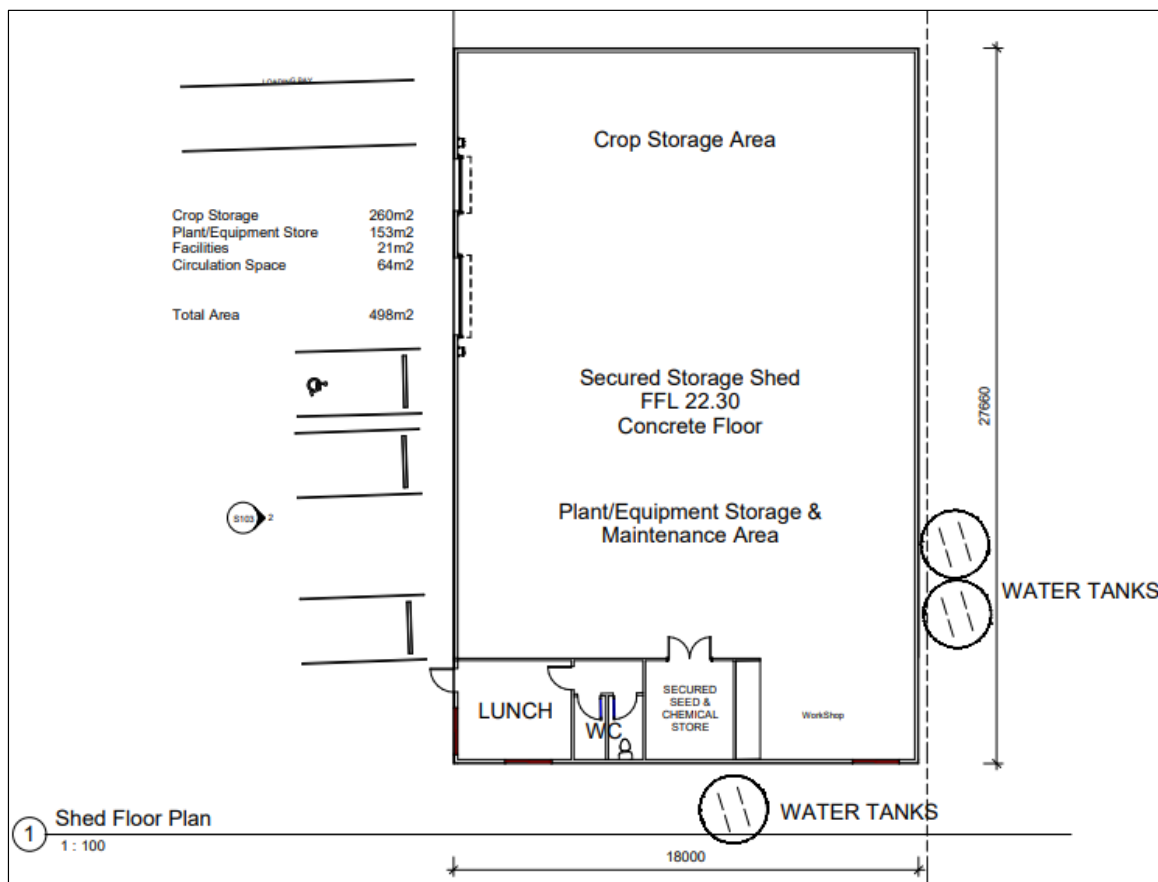 LOADING BAY
Crop Storage Area
Crop Storage 260m2
Plant/Equipment Store 153m2
Facilities 21m2
Circulation Space 64m2
Total Area 498m2
Secured Storage Shed
FFL 22.30
Concrete Floor
27660
S103 2
Plant/Equipment Storage &
Maintenance Area
WATER TANKS
LUNCH
WC
SECURED
SEED &
CHEMICAL
STORE
WorkShop
WATER TANKS
1 Shed Floor Plan
1 : 100
18000